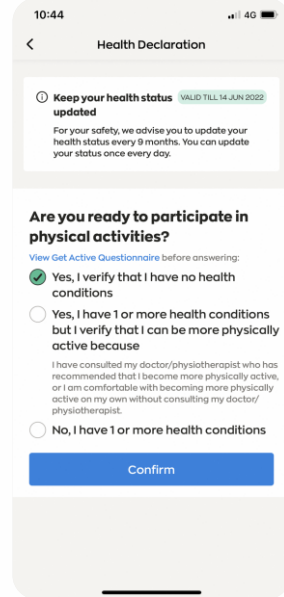 10:44 4G
Health Declaration
Keep your health status VALID TILL 14 JUN 2022
updated
For your safety, we advise you to update your
health status every 9 months. You can update
your status once every day.
Are you ready to participate in
physical activities?
View Get Active Questionnaire before answering:
Yes, I verify that I have no health
conditions
Yes, I have 1 or more health conditions
but I verify that I can be more physically
active because
I have consulted my doctor/physiotherapist who has
recommended that I become more physically active,
or I am comfortable with becoming more physically
active on my own without consulting my doctor/
physiotherapist.
No, I have 1 or more health conditions
Confirm